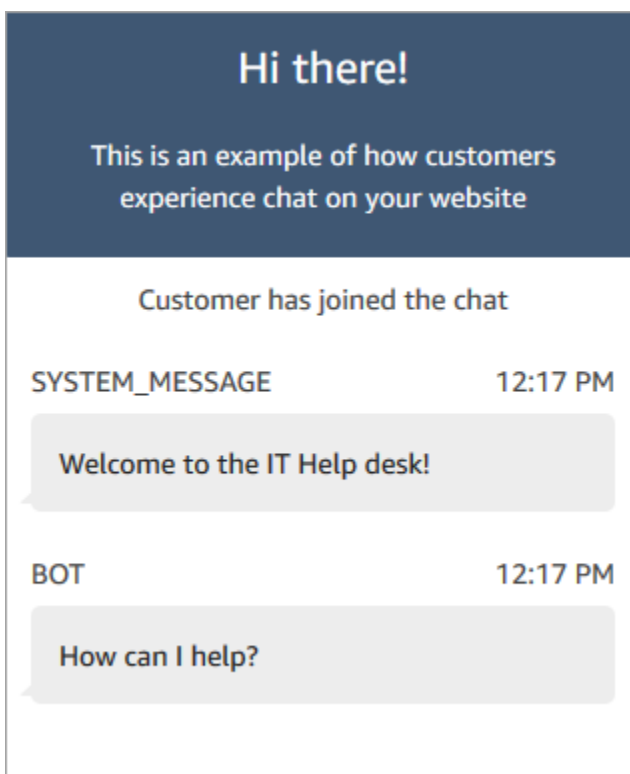 Hi there!
This is an example of how customers
experience chat on your website
Customer has joined the chat
SYSTEM_MESSAGE 12:17 PM
Welcome to the IT Help desk!
BOT 12:17 PM
How can I help?